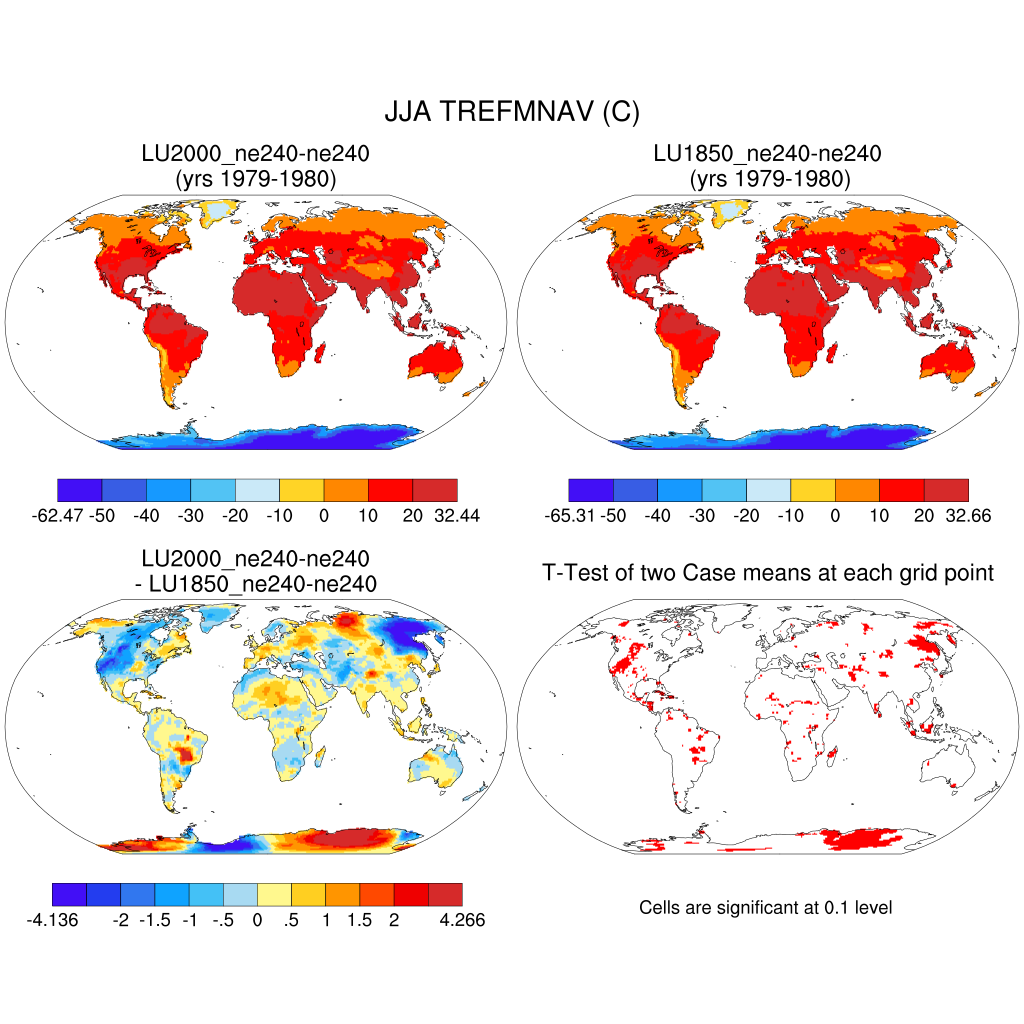 JJA TREFMNAV (C)
LU2000_ne240-ne240
(yrs 1979-1980)
LU1850_ne240-ne240
(yrs 1979-1980)
-62.47 -50 -40 -30 -20 -10 0 10 20 32.44
-65.31 -50 -40 -30 -20 -10 0 10 20 32.66
LU2000_ne240-ne240
- LU1850_ne240-ne240
T-Test of two Case means at each grid point
-4.136 -2 -1.5 -1 -.5 0 .5 1 1.5 2 4.266
Cells are significant at 0.1 level